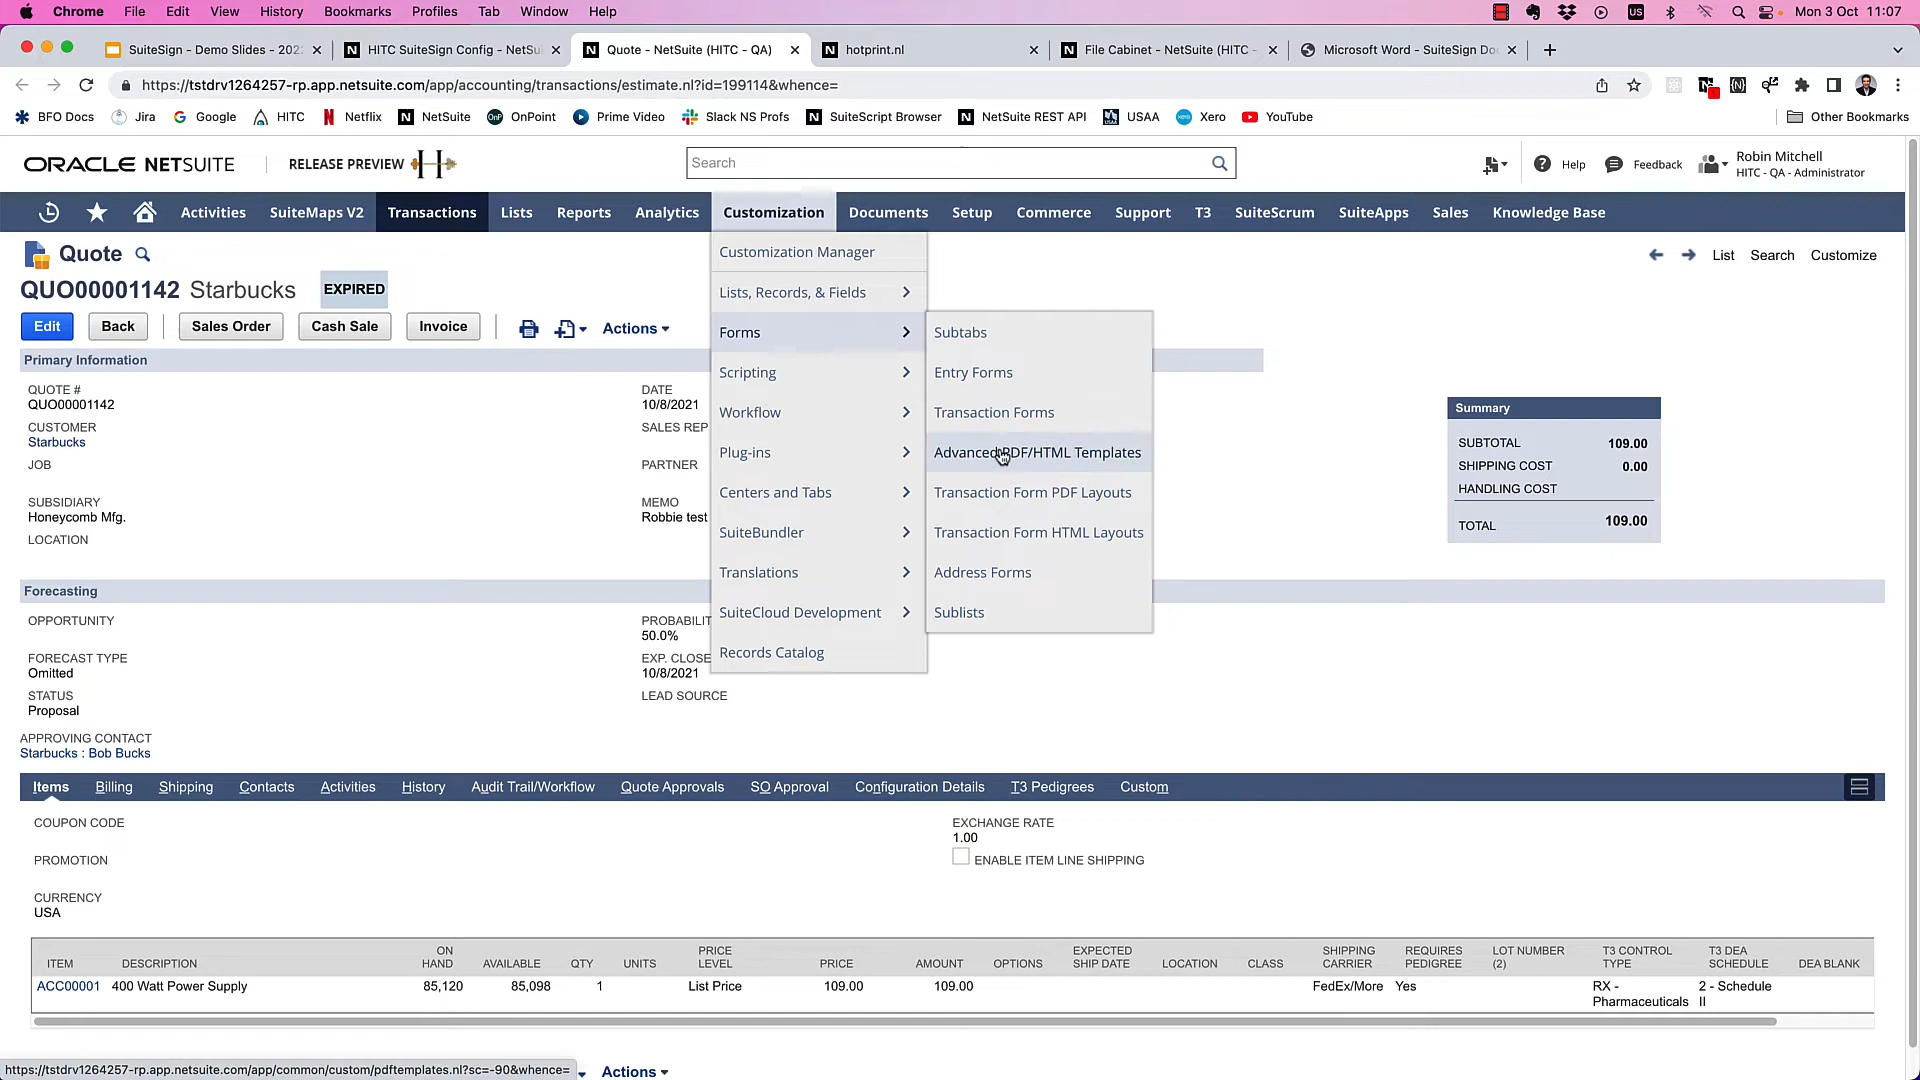 Chrome File Edit View History Bookmarks Profiles Tab Window Help US Mon 3 Oct 11:07
SuiteSign - Demo Slides - 202 HITC SuiteSign Config - NetSui Quote - NetSuite (HITC - QA) hotprint.nl File Cabinet - NetSuite (HITC - Microsoft Word - SuiteSign Do
https://tstdrv1264257-rp.app.netsuite.com/app/accounting/transactions/estimate.nl?id=199114&whence=
BFO Docs Jira Google HITC Netflix NetSuite OnPoint Prime Video Slack NS Profs SuiteScript Browser NetSuite REST API USAA Xero YouTube Other Bookmarks
ORACLE NETSUITE RELEASE PREVIEW H Search Help Feedback Robin Mitchell
HITC - QA - Administrator
Activities SuiteMaps V2 Transactions Lists Reports Analytics Customization Documents Setup Commerce Support T3 SuiteScrum SuiteApps Sales Knowledge Base
Quote List Search Customize
QUO00001142 Starbucks EXPIRED
Edit Back Sales Order Cash Sale Invoice Actions
Customization Manager
Lists, Records, & Fields
Forms
Scripting
Workflow
Plug-ins
Centers and Tabs
SuiteBundler
Translations
SuiteCloud Development
Records Catalog
Subtabs
Entry Forms
Transaction Forms
Advanced PDF/HTML Templates
Transaction Form PDF Layouts
Transaction Form HTML Layouts
Address Forms
Sublists
Primary Information
QUOTE #
QUO00001142
CUSTOMER
Starbucks
JOB
SUBSIDIARY
Honeycomb Mfg.
LOCATION
DATE
10/8/2021
SALES REP
PARTNER
MEMO
Robbie test
Summary
SUBTOTAL 109.00
SHIPPING COST 0.00
HANDLING COST
TOTAL 109.00
Forecasting
OPPORTUNITY
FORECAST TYPE
Omitted
STATUS
Proposal
APPROVING CONTACT
Starbucks : Bob Bucks
PROBABILIT
50.0%
EXP. CLOSE
10/8/2021
LEAD SOURCE
Items Billing Shipping Contacts Activities History Audit Trail/Workflow Quote Approvals SO Approval Configuration Details T3 Pedigrees Custom
COUPON CODE
PROMOTION
CURRENCY
USA
EXCHANGE RATE
1.00
ENABLE ITEM LINE SHIPPING
ITEM DESCRIPTION ON HAND AVAILABLE QTY UNITS PRICE LEVEL PRICE AMOUNT OPTIONS EXPECTED SHIP DATE LOCATION CLASS SHIPPING CARRIER REQUIRES PEDIGREE LOT NUMBER (2) T3 CONTROL TYPE T3 DEA SCHEDULE DEA BLANK
ACC00001 400 Watt Power Supply 85,120 85,098 1 List Price 109.00 109.00 FedEx/More Yes RX - Pharmaceuticals 2 - Schedule II
https://tstdrv1264257-rp.app.netsuite.com/app/common/custom/pdftemplates.nl?sc=-90&whence= Actions